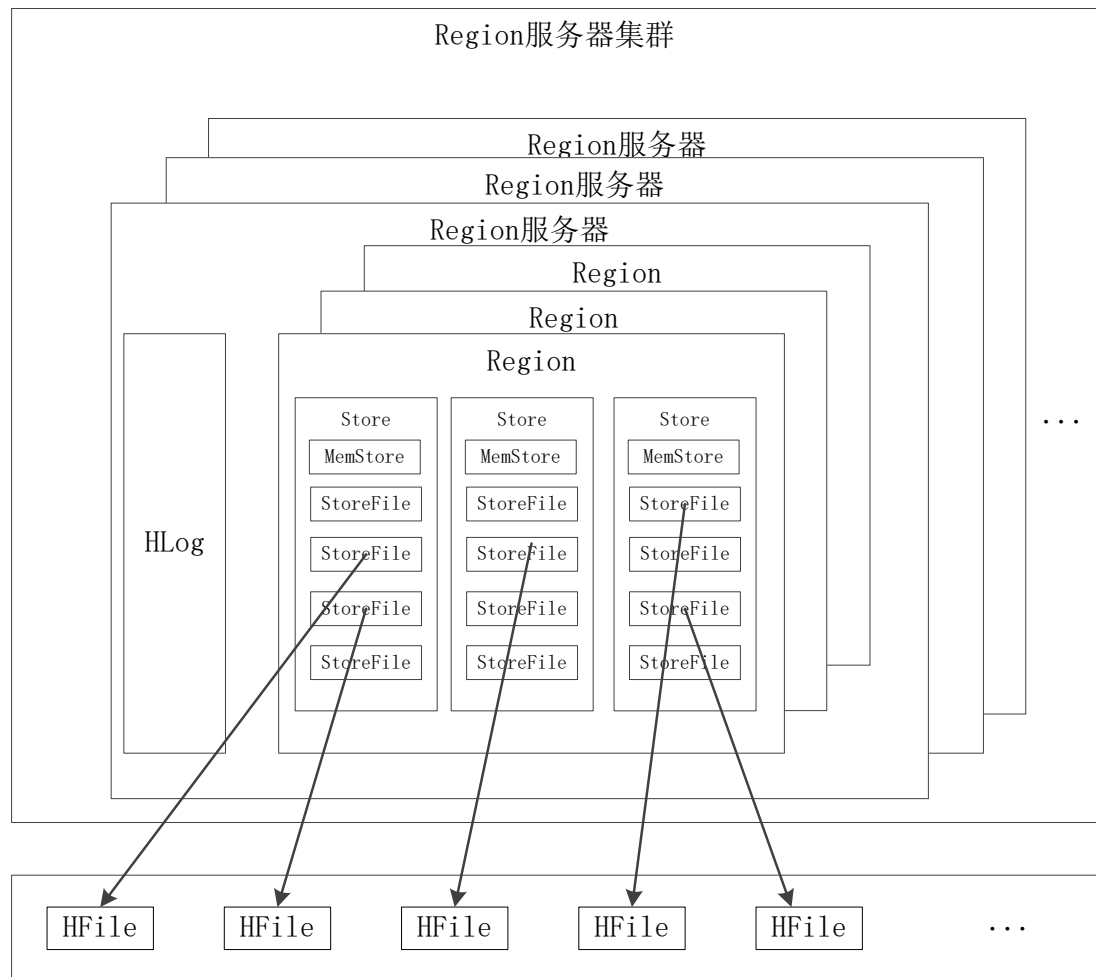 Region服务器集群
Region服务器
Region服务器
Region服务器
Region
Region
Region
HLog
Store Store Store
MemStore MemStore MemStore
StoreFile StoreFile StoreFile
StoreFile StoreFile StoreFile
StoreFile StoreFile StoreFile
StoreFile StoreFile StoreFile
...
HFile HFile HFile HFile HFile ...